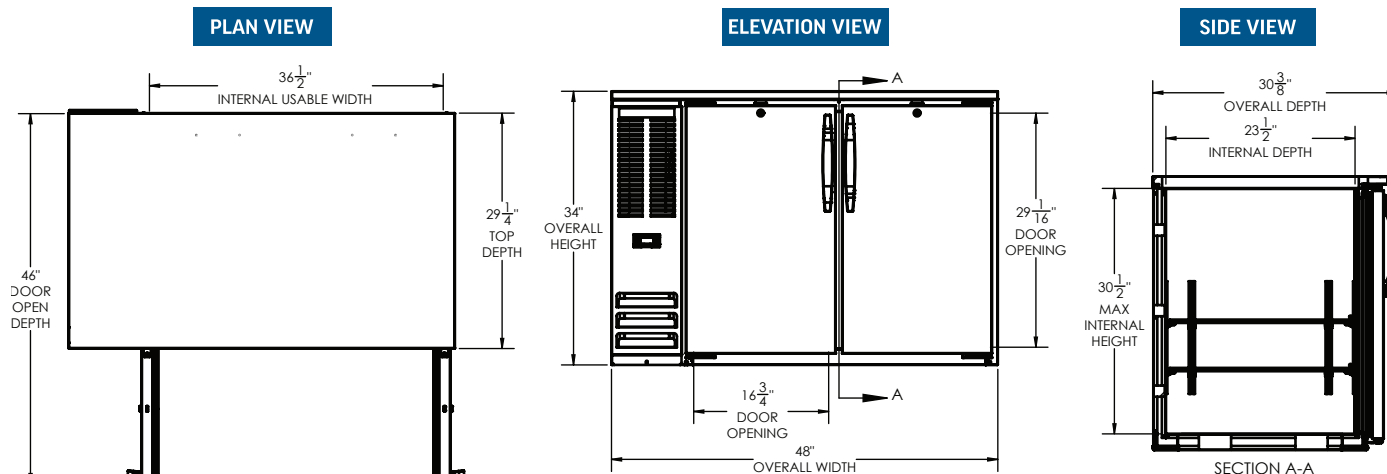 PLAN VIEW
36 1/2"
INTERNAL USABLE WIDTH
29 1/4"
TOP
DEPTH
46"
DOOR
OPEN
DEPTH
ELEVATION VIEW
A
34"
OVERALL
HEIGHT
29 1/16"
DOOR
OPENING
16 3/4"
DOOR
OPENING
A
48"
OVERALL WIDTH
SIDE VIEW
30 3/8"
OVERALL DEPTH
23 1/2"
INTERNAL DEPTH
30 1/2"
MAX
INTERNAL
HEIGHT
SECTION A-A